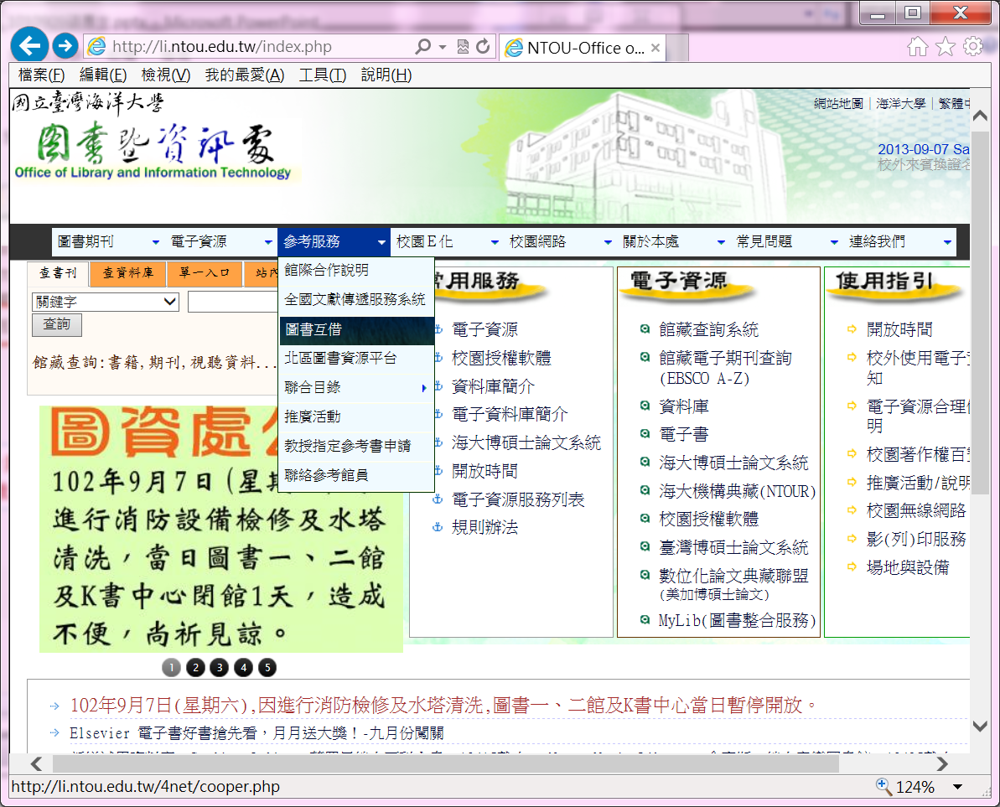 http://li.ntou.edu.tw/index.php
NTOU-Office o...
檔案(F) 編輯(E) 檢視(V) 我的最愛(A) 工具(T) 說明(H)
國立臺灣海洋大學
圖書暨資訊處
Office of Library and Information Technology
網站地圖 | 海洋大學 | 繁體
2013-09-07 Sa
校外來賓換證
圖書期刊 電子資源 參考服務 校園E化 校園網路 關於本處 常見問題 連絡我們
查書刊 查資料庫 單一入口 站內
關鍵字
查詢
館藏查詢:書籍,期刊,視聽資料...
館際合作說明
全國文獻傳遞服務系統
圖書互借
北區圖書資源平台
聯合目錄
推廣活動
教授指定參考書申請
聯絡參考館員
圖資處
102年9月7日(星
進行消防設備檢修及水塔
清洗，當日圖書一、二館
及K書中心閉館1天，造成
不便，尚祈見諒。
1 2 3 4 5
常用服務
電子資源
校園授權軟體
資料庫簡介
電子資料庫簡介
海大博碩士論文系統
開放時間
電子資源服務列表
規則辦法
電子資源
館藏查詢系統
館藏電子期刊查詢
(EBSCO A-Z)
資料庫
電子書
海大博碩士論文系統
海大機構典藏(NTOUR)
校園授權軟體
臺灣博碩士論文系統
數位化論文典藏聯盟
(美加博碩士論文)
MyLib(圖書整合服務)
使用指引
開放時間
校外使用電子
知
電子資源合理
明
校園著作權百
推廣活動/說明
校園無線網路
影(列)印服務
場地與設備
102年9月7日(星期六),因進行消防檢修及水塔清洗,圖書一、二館及K書中心當日暫停開放。
Elsevier 電子書好書搶先看，月月送大獎！-九月份闖關
http://li.ntou.edu.tw/4net/cooper.php
124%